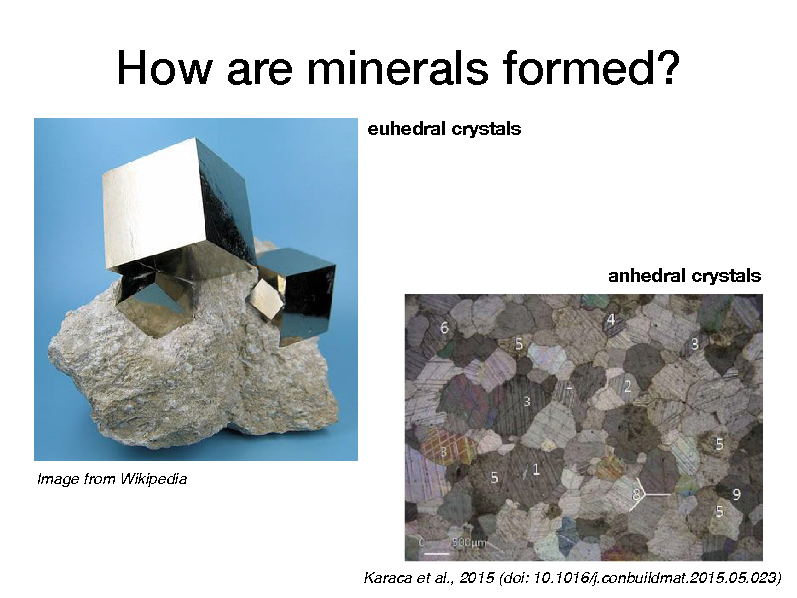 How are minerals formed?
euhedral crystals
anhedral crystals
6
4
5
3
3
2
3
5
5
1
8
9
5
0 500µm
Image from Wikipedia
Karaca et al., 2015 (doi: 10.1016/j.conbuildmat.2015.05.023)